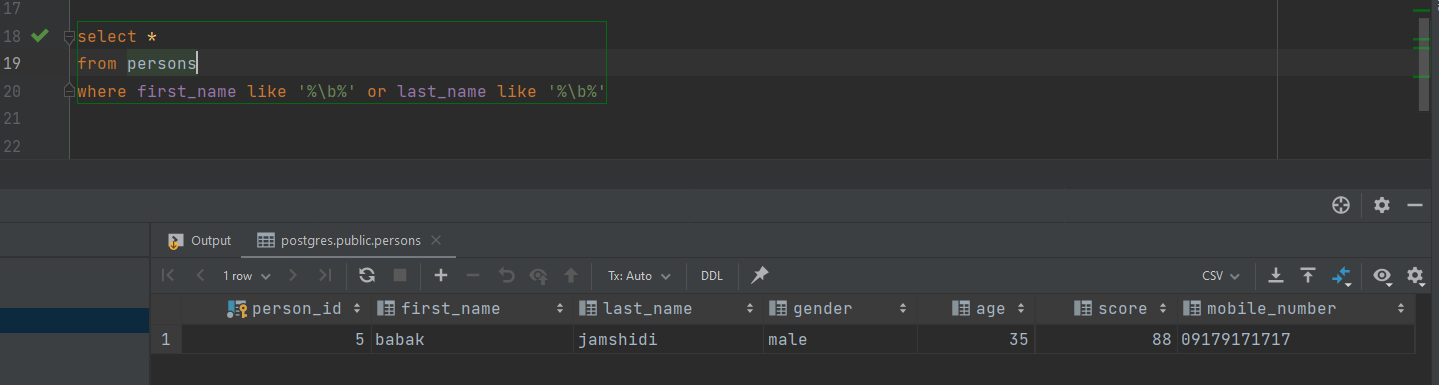 17
18 select *
19 from persons
20 where first_name like '%\b%' or last_name like '%\b%'
21
22
Output postgres.public.persons
1 row Tx: Auto DDL CSV
person_id first_name last_name gender age score mobile_number
1 5 babak jamshidi male 35 88 09179171717